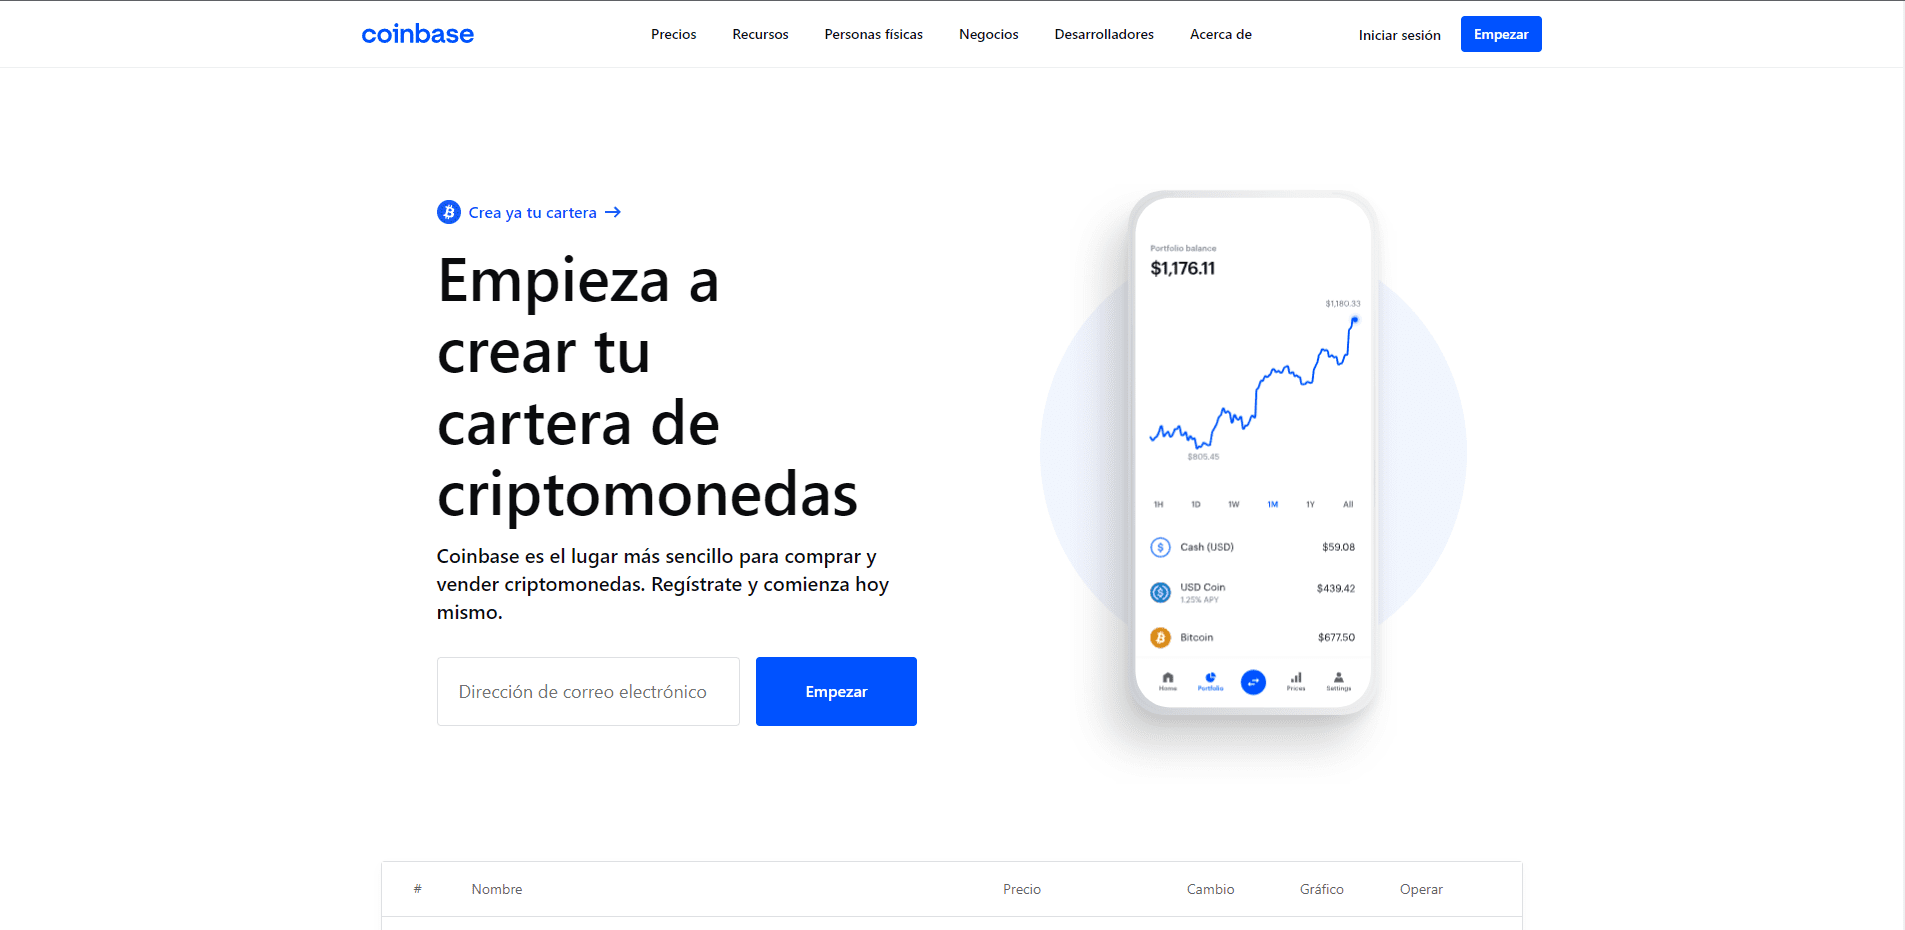 coinbase
Precios
Recursos
Personas físicas
Negocios
Desarrolladores
Acerca de
Iniciar sesión
Empezar
Crea ya tu cartera →
Empieza a
crear tu
cartera de
criptomonedas
Coinbase es el lugar más sencillo para comprar y
vender criptomonedas. Regístrate y comienza hoy
mismo.
Dirección de correo electrónico
Empezar
Portfolio balance
$1,176.11
$1,180.33
$805.45
1H 1D 1W 1M 1Y All
Cash (USD) $59.08
USD Coin $439.42
1.25% APY
Bitcoin $677.50
Home Portfolio Prices Settings
# Nombre Precio Cambio Gráfico Operar